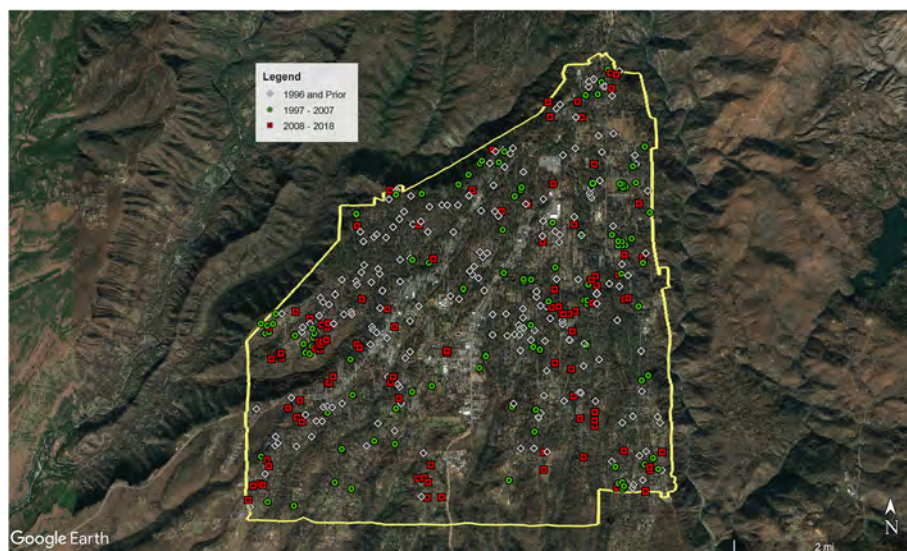 Legend
1996 and Prior
1997 - 2007
2008 - 2018
Google Earth
N
2 mi